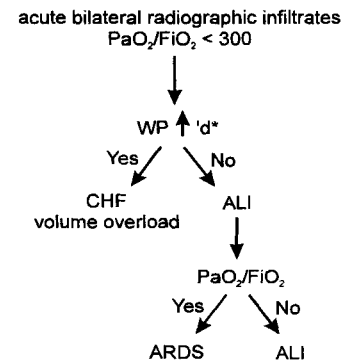 acute bilateral radiographic infiltrates
PaO₂/FiO₂ < 300
WP ↑ 'd*
Yes No
CHF ALI
volume overload
PaO₂/FiO₂
Yes No
ARDS ALI